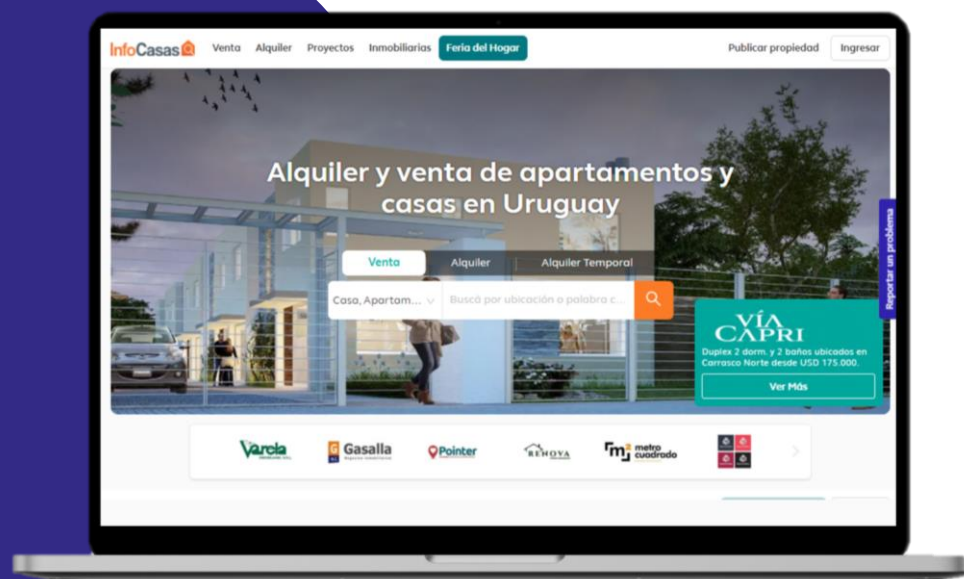 InfoCasas
Venta Alquiler Proyectos Inmobiliarias Feria del Hogar Publicar propiedad Ingresar
Alquiler y venta de apartamentos y
casas en Uruguay
Venta Alquiler Alquiler Temporal
Casa, Apartam... Buscá por ubicación o palabra c...
Reportar un problema
VÍA
CAPRI
Duplex 2 dorm. y 2 baños ubicados en
Carrasco Norte desde USD 175.000.
Ver Más
Varela Gasalla Pointer RENOVA m2 metro
cuadrado